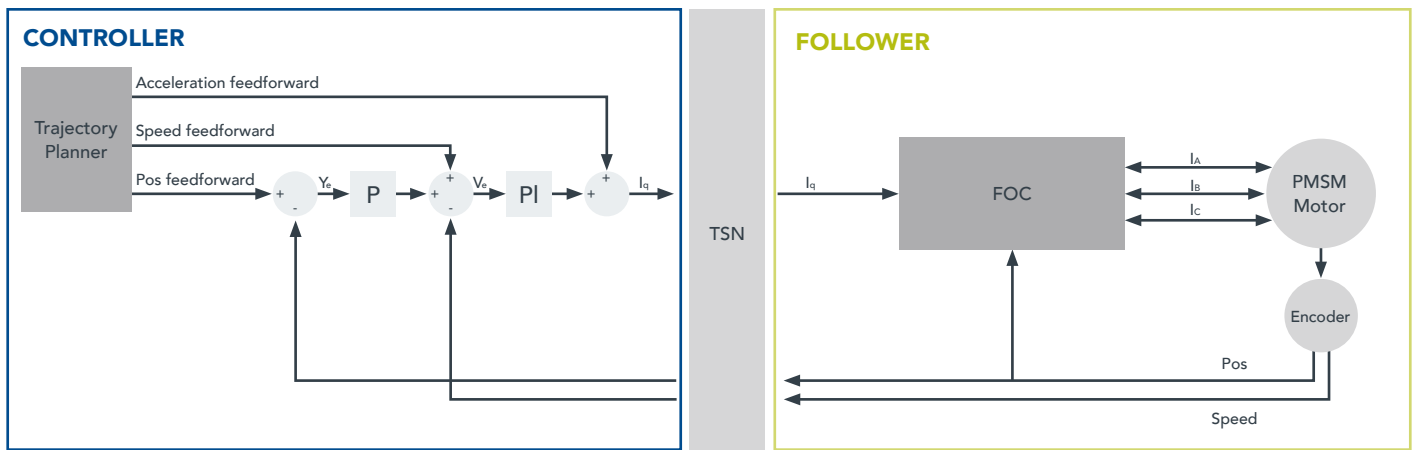 CONTROLLER
Trajectory
Planner
Acceleration feedforward
Speed feedforward
Pos feedforward
+
-
Ye
P
+
+
-
Ve
PI
+
+
Iq
TSN
FOLLOWER
Iq
FOC
IA
IB
IC
PMSM
Motor
Encoder
Pos
Speed